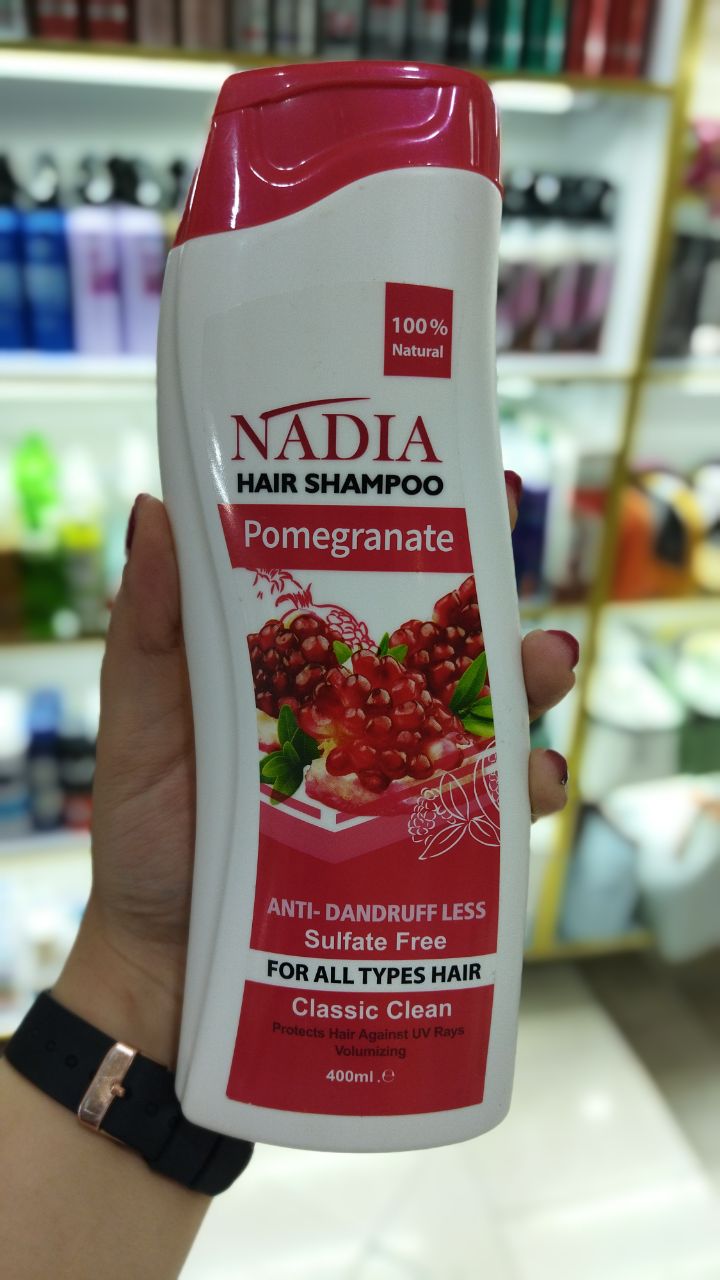 100%
Natural
NADIA
HAIR SHAMPOO
Pomegranate
ANTI- DANDRUFF LESS
Sulfate Free
FOR ALL TYPES HAIR
Classic Clean
Protects Hair Against UV Rays
Volumizing
400ml .℮